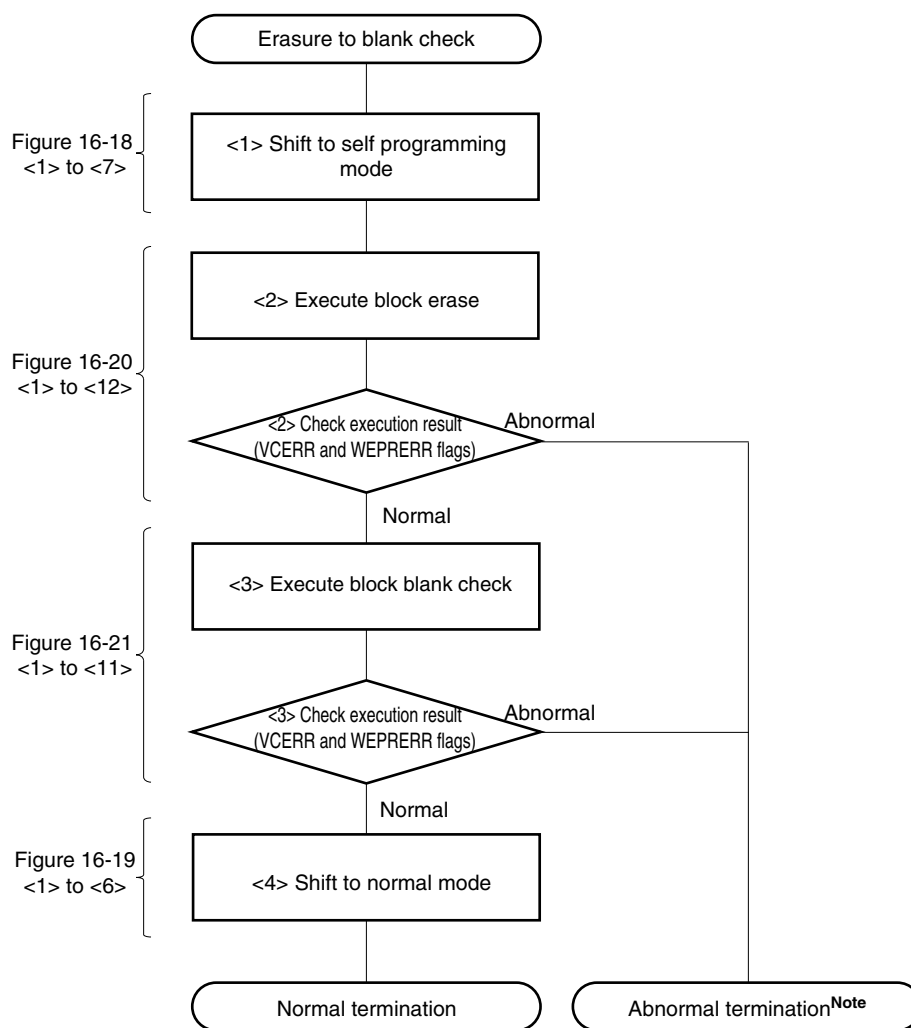 Erasure to blank check
Figure 16-18
<1> to <7>
<1> Shift to self programming
mode
<2> Execute block erase
Figure 16-20
<1> to <12>
<2> Check execution result
(VCERR and WEPRERR flags)
Abnormal
Normal
<3> Execute block blank check
Figure 16-21
<1> to <11>
<3> Check execution result
(VCERR and WEPRERR flags)
Abnormal
Normal
Figure 16-19
<1> to <6>
<4> Shift to normal mode
Normal termination
Abnormal termination Note